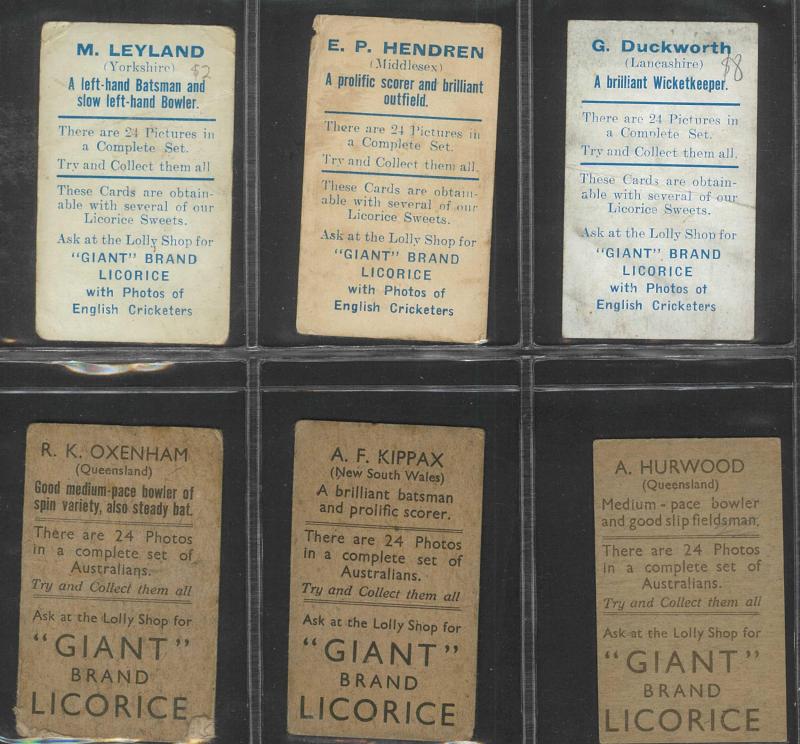 M. LEYLAND
(Yorkshire)
52
A left-hand Batsman and
slow left-hand Bowler.
There are 24 Pictures in
a Complete Set.
Try and Collect them all
These Cards are obtain-
able with several of our
Licorice Sweets.
Ask at the Lolly Shop for
"GIANT" BRAND
LICORICE
with Photos of
English Cricketers
E. P. HENDREN
(Middlesex)
A prolific scorer and brilliant
outfield.
There are 24 Pictures in
a Complete Set.
Try and Collect them all.
These Cards are obtain-
able with several of our
Licorice Sweets.
Ask at the Lolly Shop for
"GIANT" BRAND
LICORICE
with Photos of
English Cricketers
G. Duckworth
(Lancashire)
58
A brilliant Wicketkeeper.
There are 24 Pictures in
a Complete Set.
Try and Collect them all.
These Cards are obtain-
able with several of our
Licorice Sweets.
Ask at the Lolly Shop for
"GIANT" BRAND
LICORICE
with Photos of
English Cricketers
R. K. OXENHAM
(Queensland)
Good medium-pace bowler of
spin variety, also steady bat.
There are 24 Photos
in a complete set of
Australians.
Try and Collect them all
Ask at the Lolly Shop for
"GIANT"
BRAND
LICORICE
A. F. KIPPAX
(New South Wales)
A brilliant batsman
and prolific scorer.
There are 24 Photos
in a complete set of
Australians.
Try and Collect them all
Ask at the Lolly Shop for
"GIANT"
BRAND
LICORICE
A. HURWOOD
(Queensland)
Medium-pace bowler
and good slip fieldsman.
There are 24 Photos
in a complete set of
Australians.
Try and Collect them all
Ask at the Lolly Shop for
"GIANT"
BRAND
LICORICE